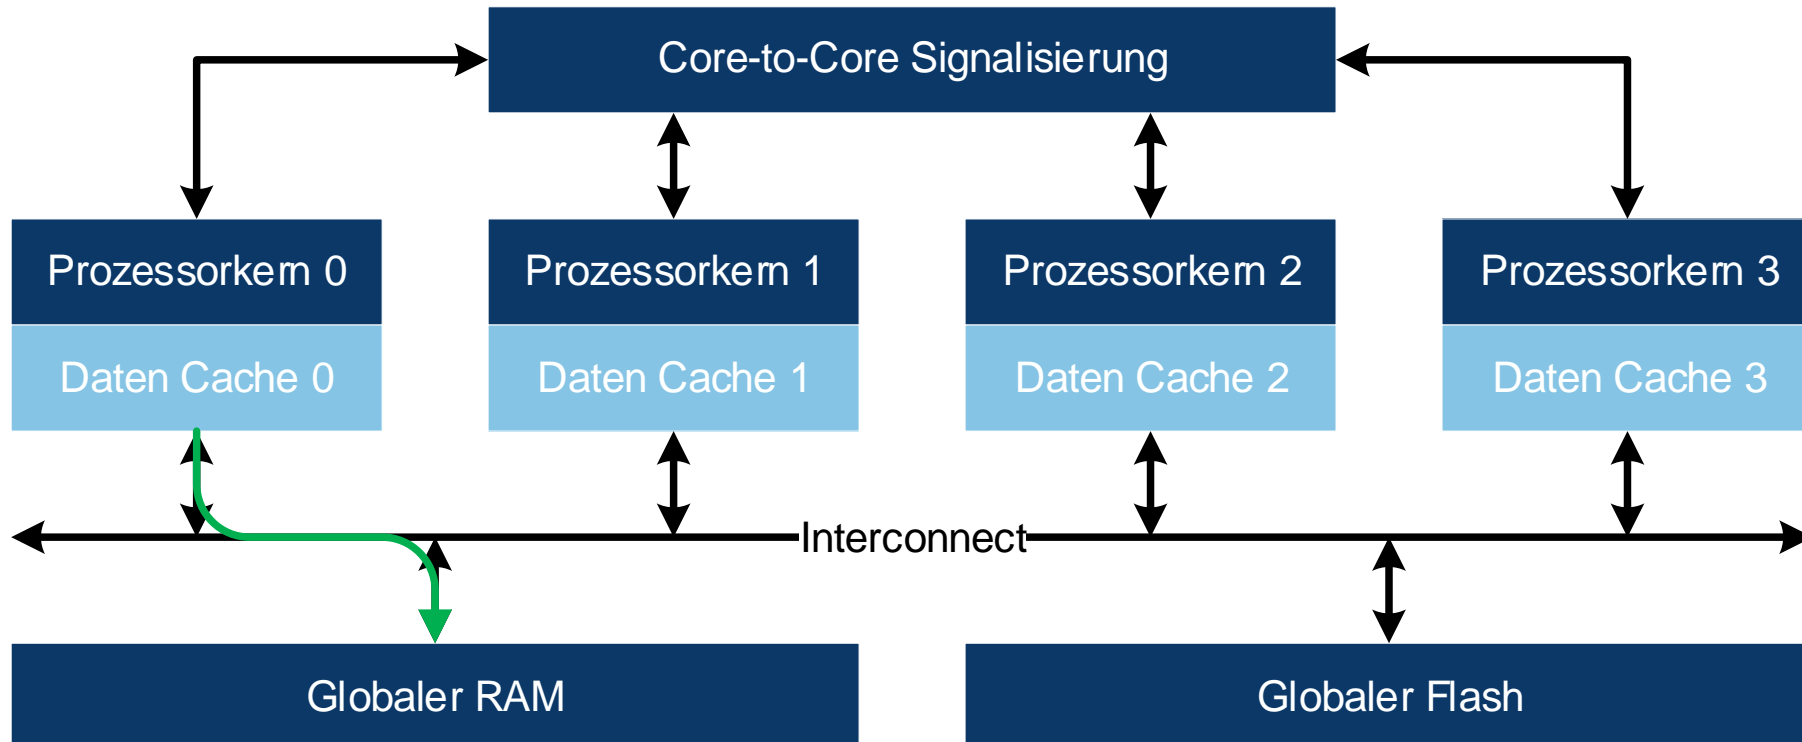 Core-to-Core Signalisierung
Prozessorkern 0
Prozessorkern 1
Prozessorkern 2
Prozessorkern 3
Daten Cache 0
Daten Cache 1
Daten Cache 2
Daten Cache 3
Interconnect
Globaler RAM
Globaler Flash